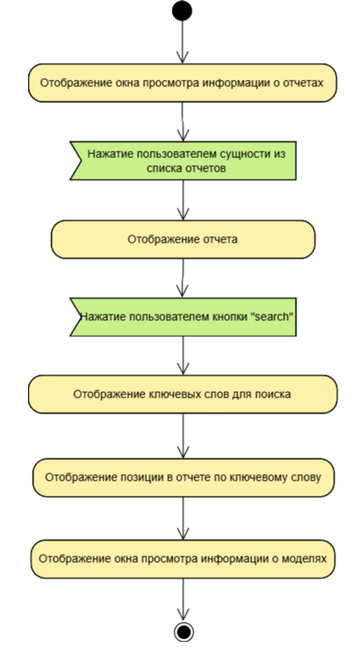 Отображение окна просмотра информации о отчетах
Нажатие пользователем сущности из
списка отчетов
Отображение отчета
Нажатие пользователем кнопки "search"
Отображение ключевых слов для поиска
Отображение позиции в отчете по ключевому слову
Отображение окна просмотра информации о моделях